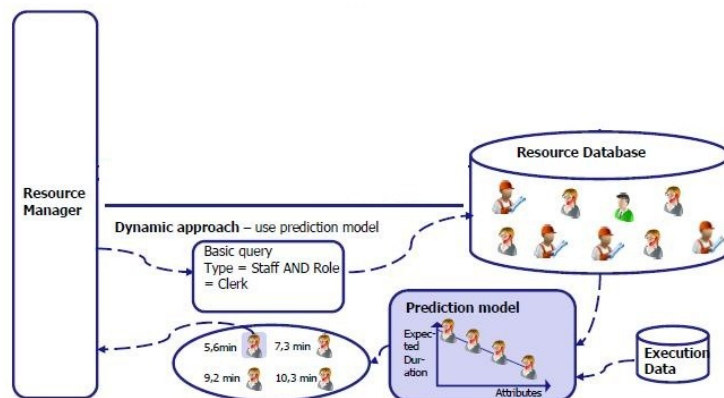 Resource Database
Resource
Manager
Dynamic approach – use prediction model
Basic query
Type = Staff AND Role
= Clerk
Prediction model
Expec-
ted
Dur-
ation
Attributes
5,6min 7,3 min
9,2 min 10,3 min
Execution
Data